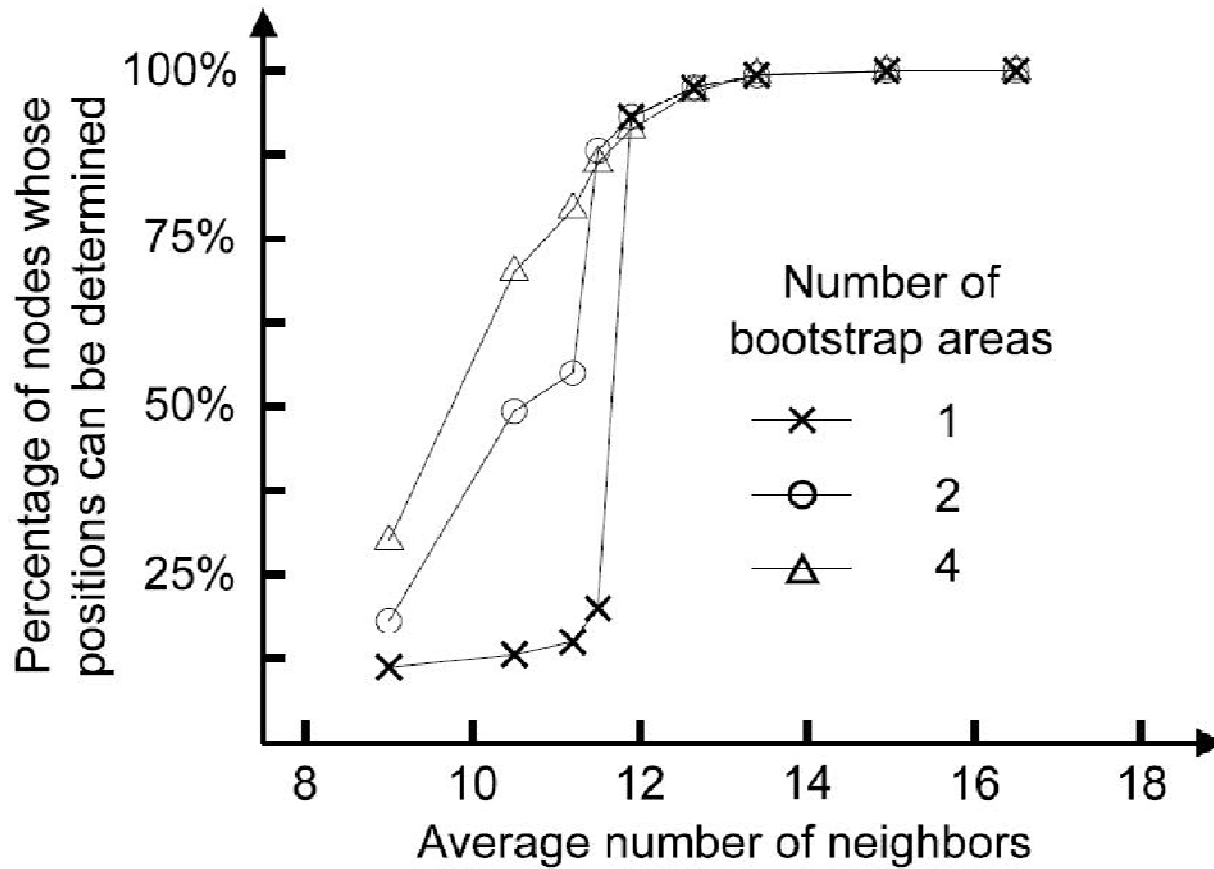 Percentage of nodes whose
positions can be determined
100%
75%
50%
25%
Number of
bootstrap areas
1
2
4
8 10 12 14 16 18
Average number of neighbors